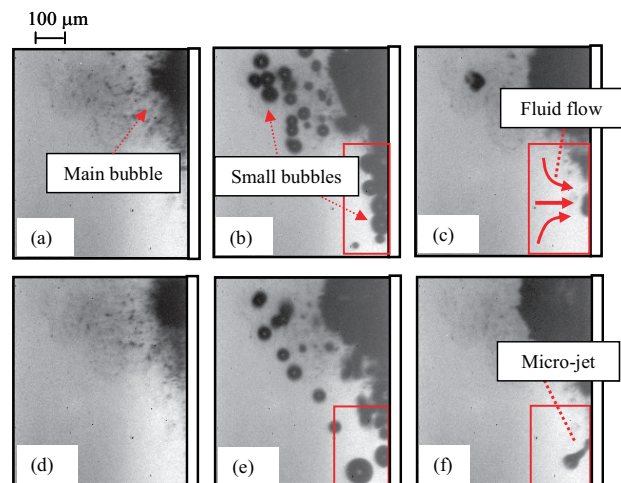 100 μm
Main bubble
Small bubbles
Fluid flow
(a)
(b)
(c)
Micro-jet
(d)
(e)
(f)